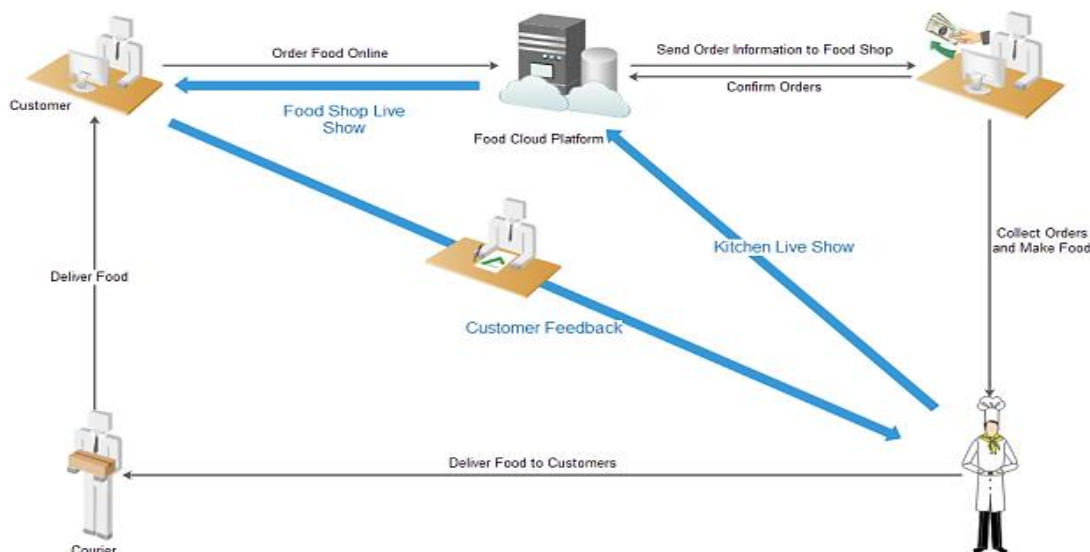 Order Food Online
Send Order Information to Food Shop
Confirm Orders
Customer
Food Shop Live
Show
Food Cloud Platform
Collect Orders
and Make Food
Kitchen Live Show
Deliver Food
Customer Feedback
Deliver Food to Customers
Courier